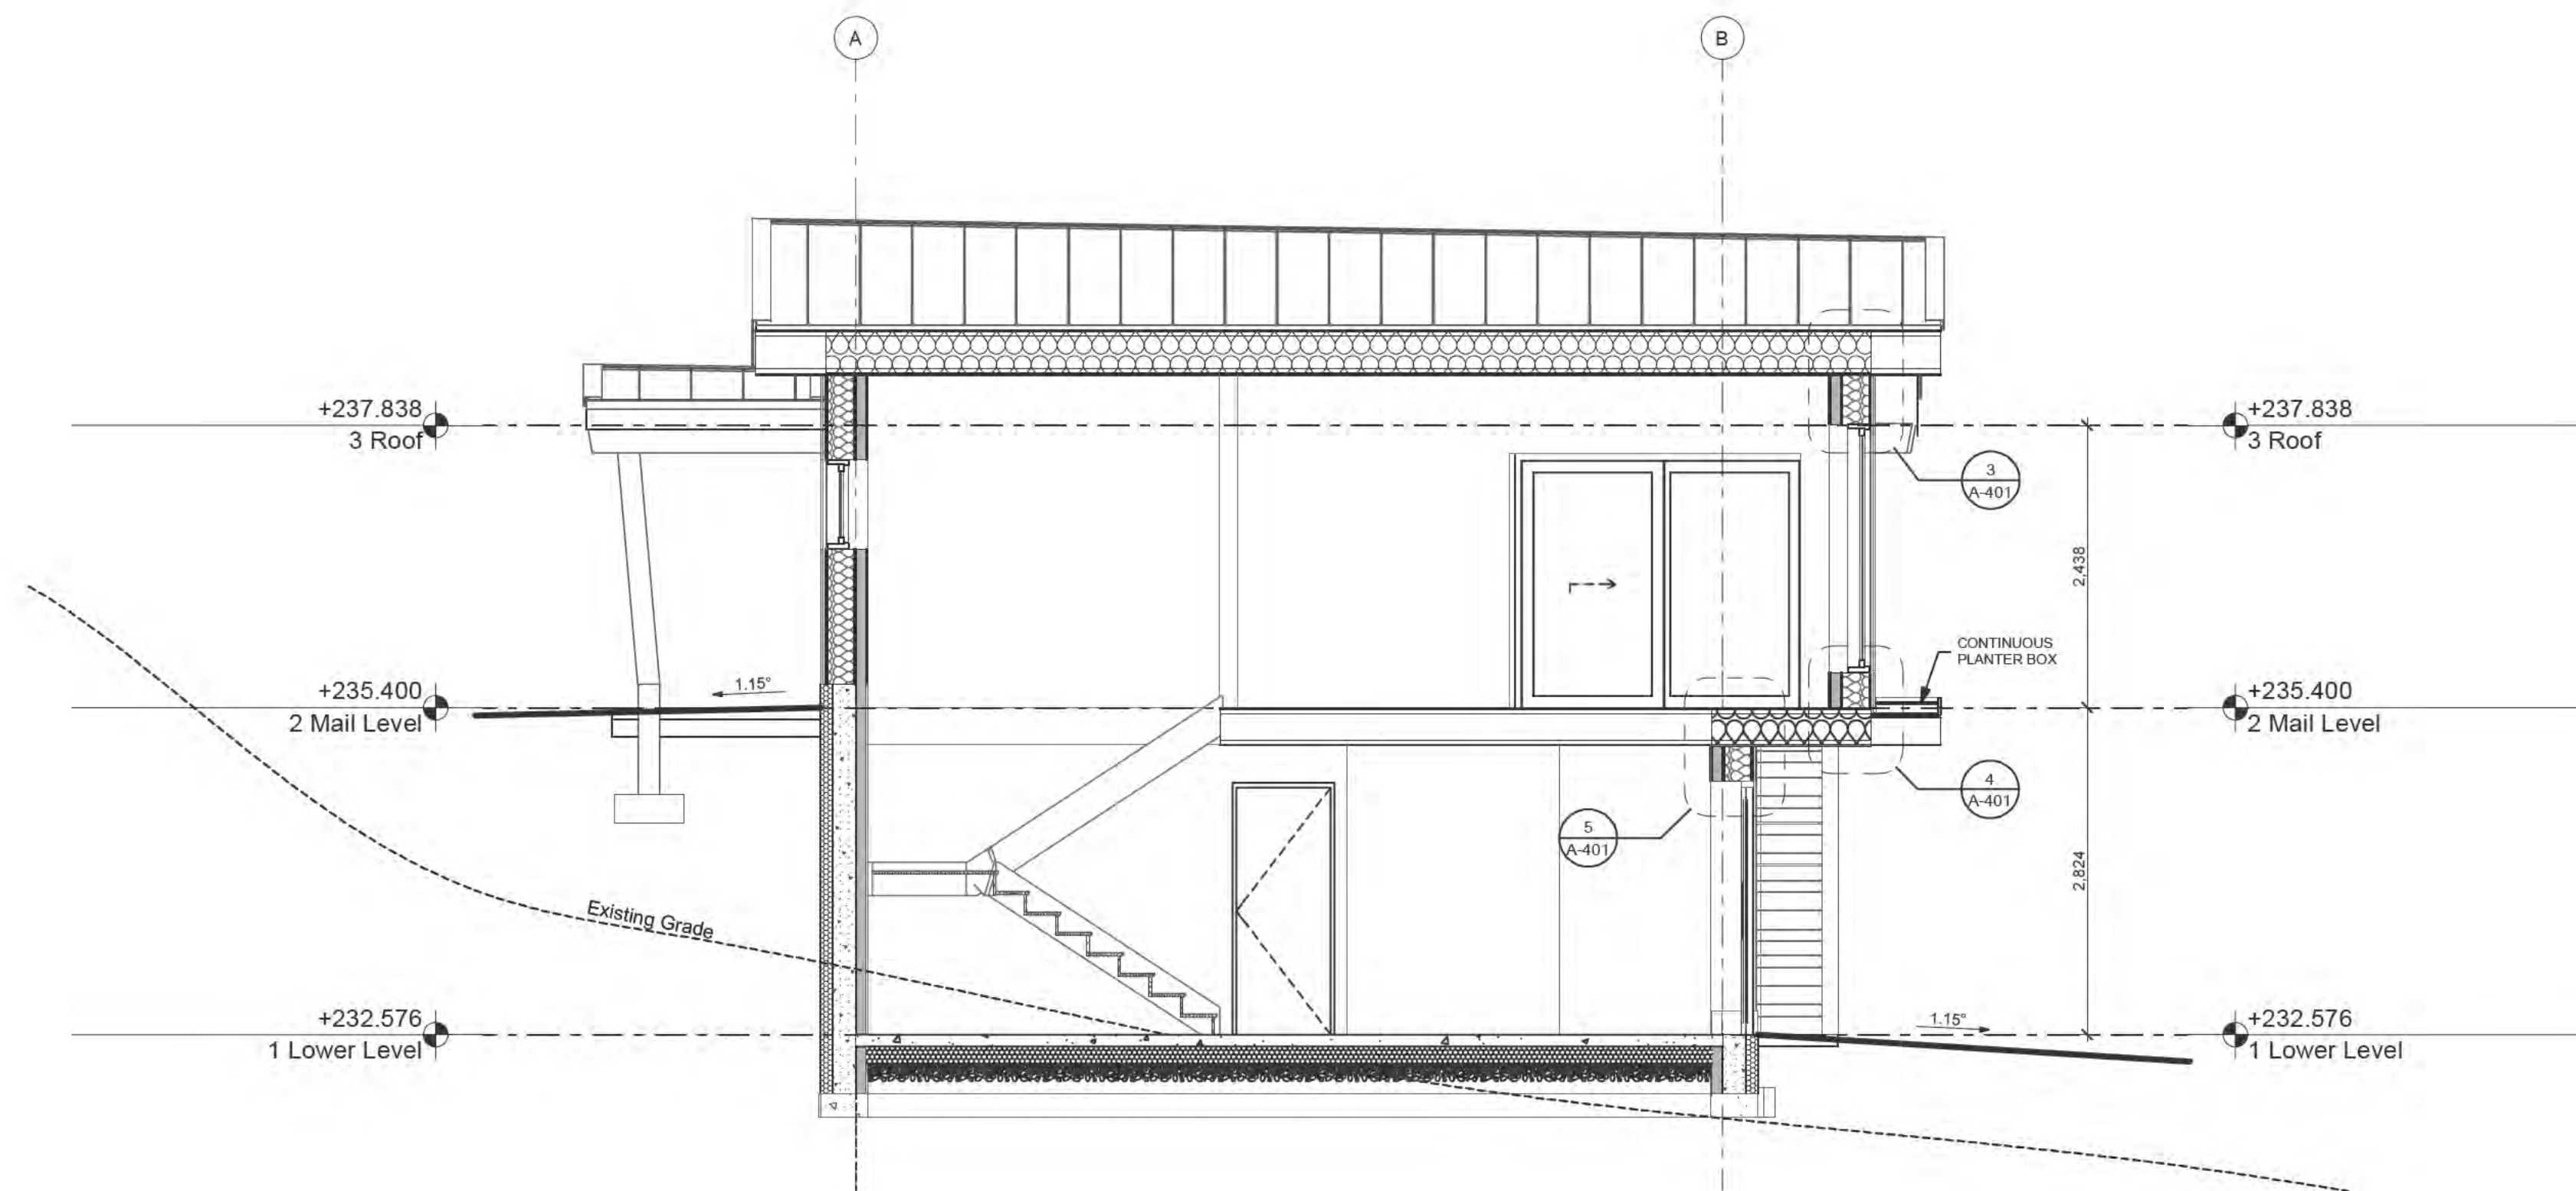 A
B
+237.838
3 Roof
+237.838
3 Roof
3
A-401
2,438
CONTINUOUS
PLANTER BOX
1.15°
+235.400
2 Mail Level
+235.400
2 Mail Level
4
A-401
5
A-401
2,824
Existing Grade
+232.576
1 Lower Level
1.15°
+232.576
1 Lower Level